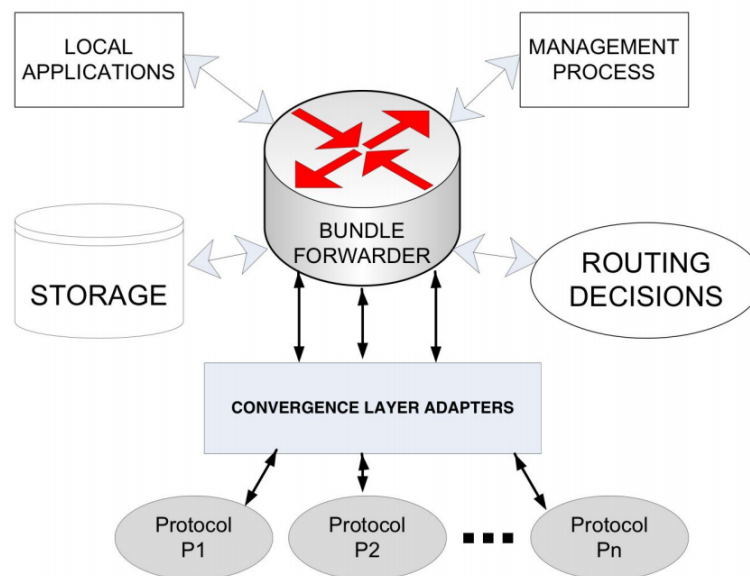 LOCAL
APPLICATIONS
MANAGEMENT
PROCESS
BUNDLE
FORWARDER
STORAGE
ROUTING
DECISIONS
CONVERGENCE LAYER ADAPTERS
Protocol
P1
Protocol
P2
Protocol
Pn